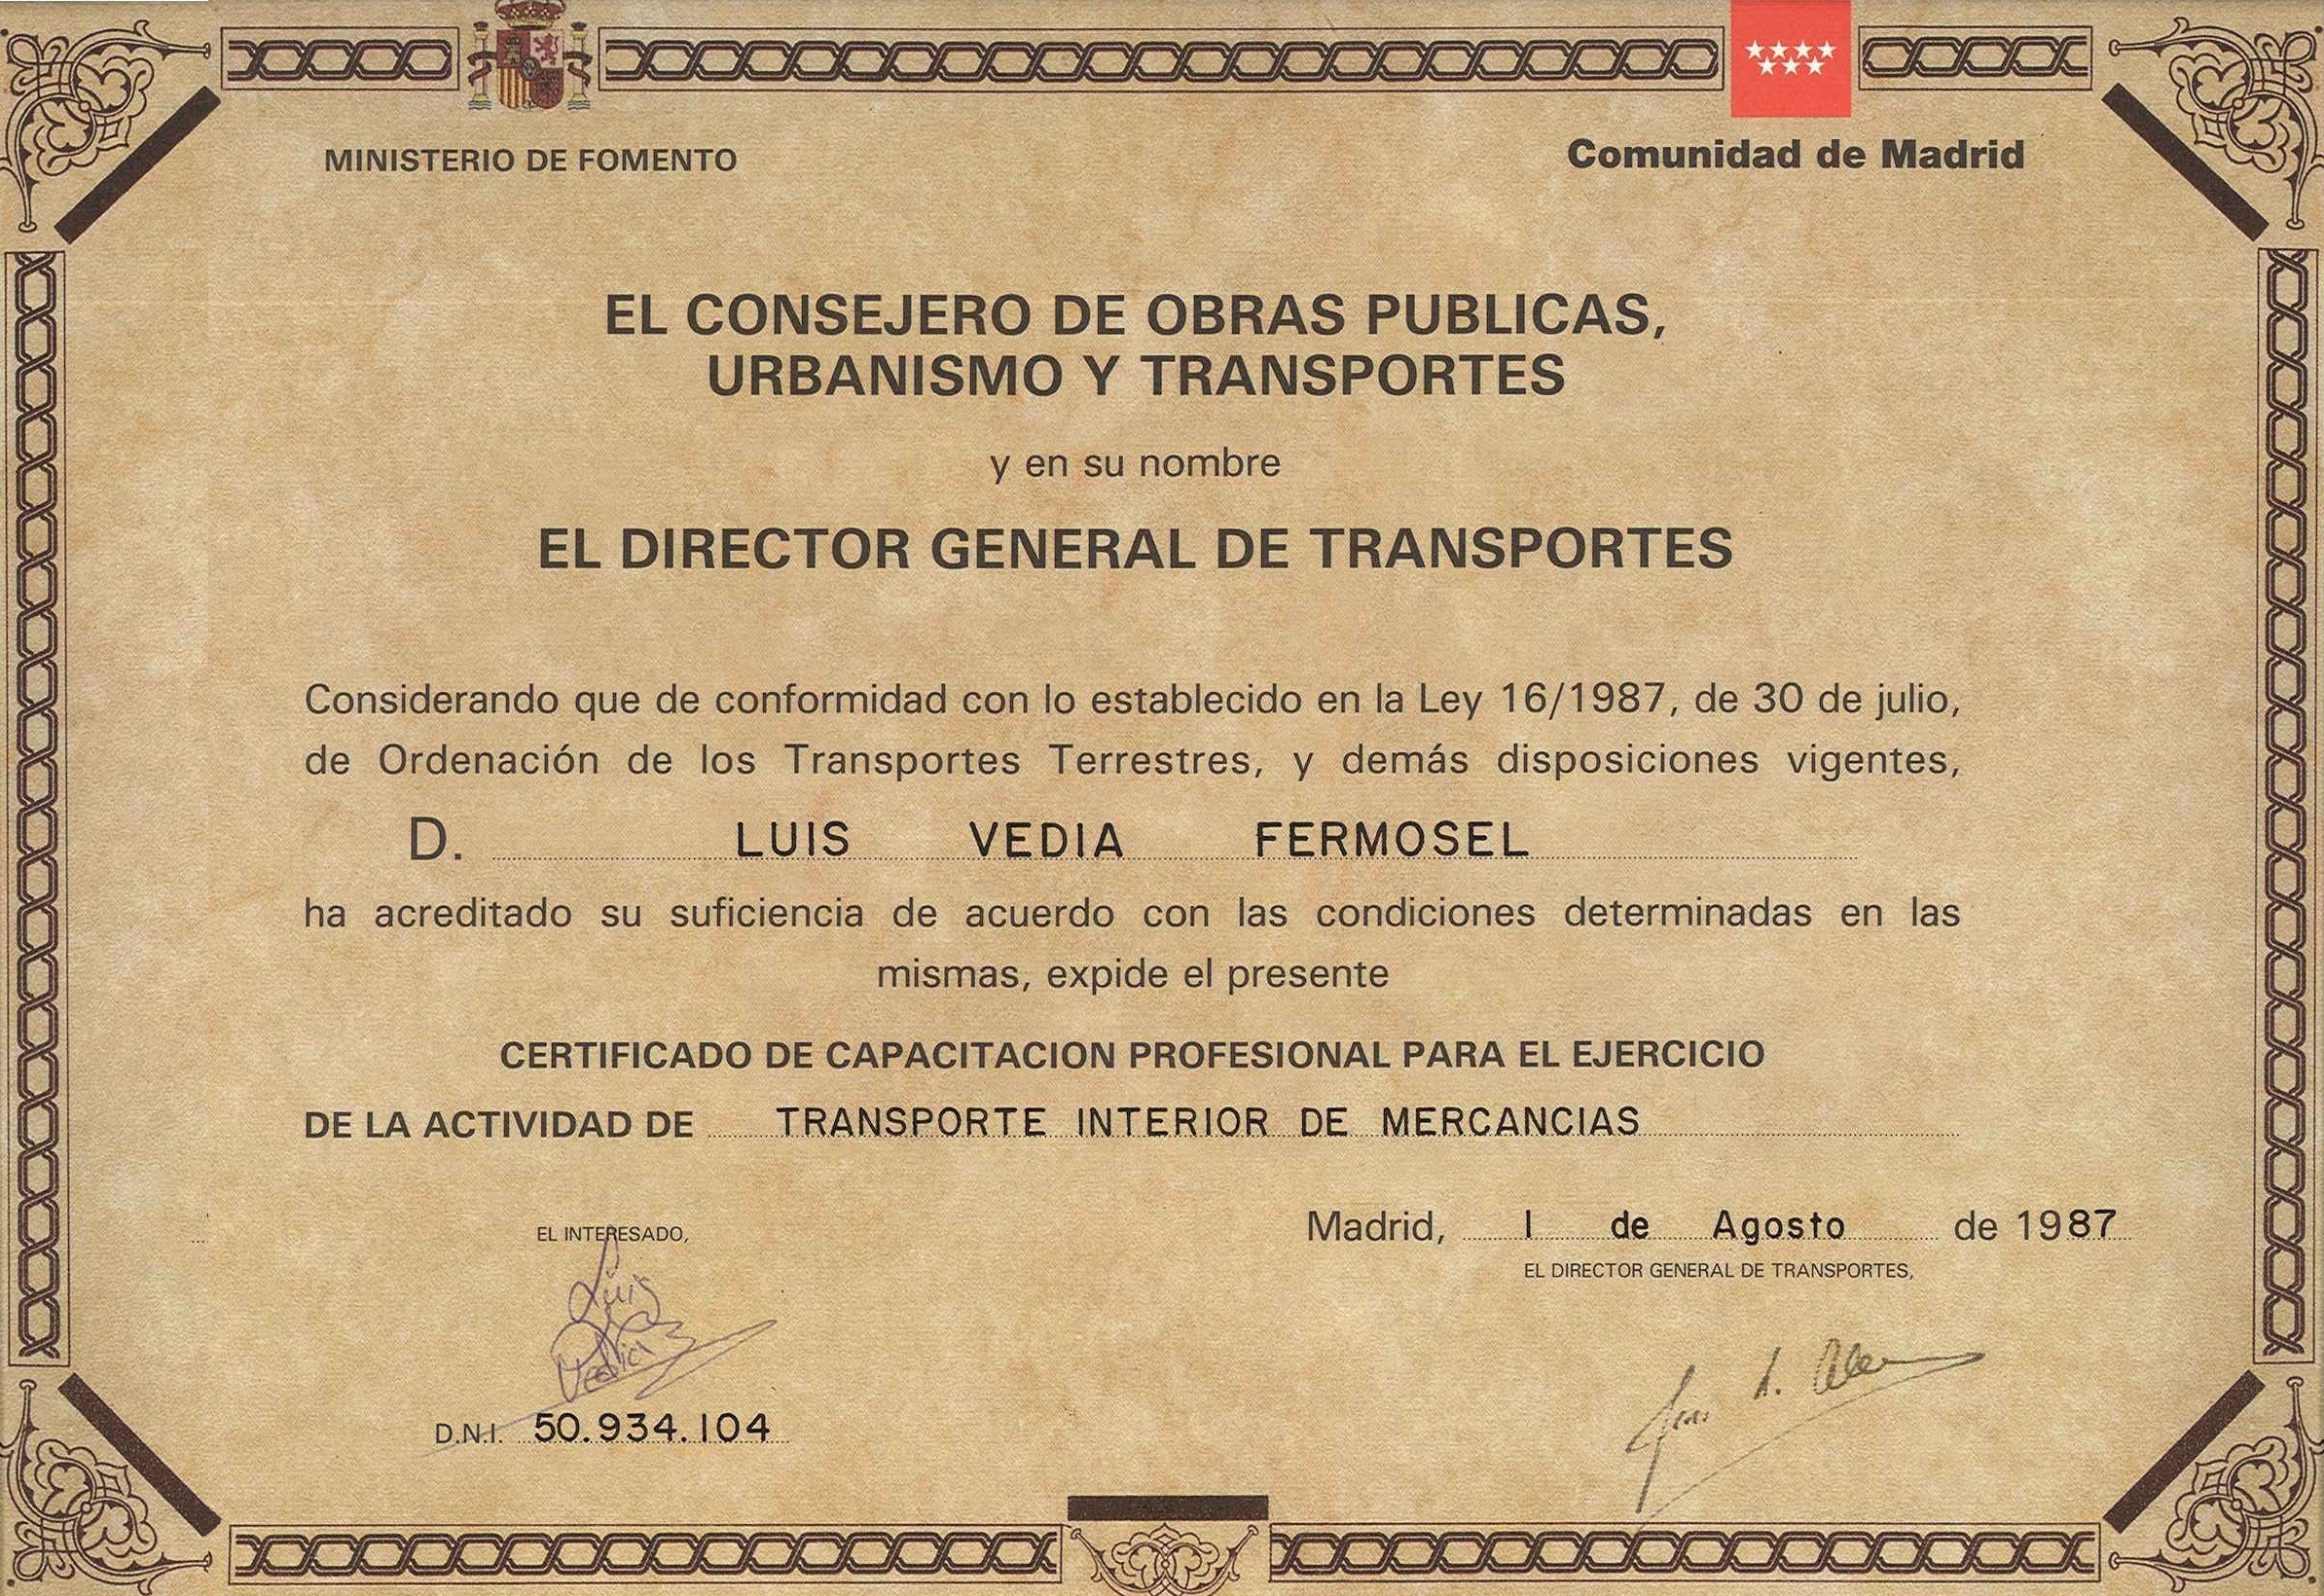 MINISTERIO DE FOMENTO
Comunidad de Madrid
EL CONSEJERO DE OBRAS PUBLICAS,
URBANISMO Y TRANSPORTES
y en su nombre
EL DIRECTOR GENERAL DE TRANSPORTES
Considerando que de conformidad con lo establecido en la Ley 16/1987, de 30 de julio,
de Ordenación de los Transportes Terrestres, y demás disposiciones vigentes,
D. LUIS VEDIA FERMOSEL
ha acreditado su suficiencia de acuerdo con las condiciones determinadas en las
mismas, expide el presente
CERTIFICADO DE CAPACITACION PROFESIONAL PARA EL EJERCICIO
DE LA ACTIVIDAD DE TRANSPORTE INTERIOR DE MERCANCIAS
Madrid, 1 de Agosto de 1987
EL INTERESADO,
EL DIRECTOR GENERAL DE TRANSPORTES,
Luis
Vedia
D.N.I. 50.934.104